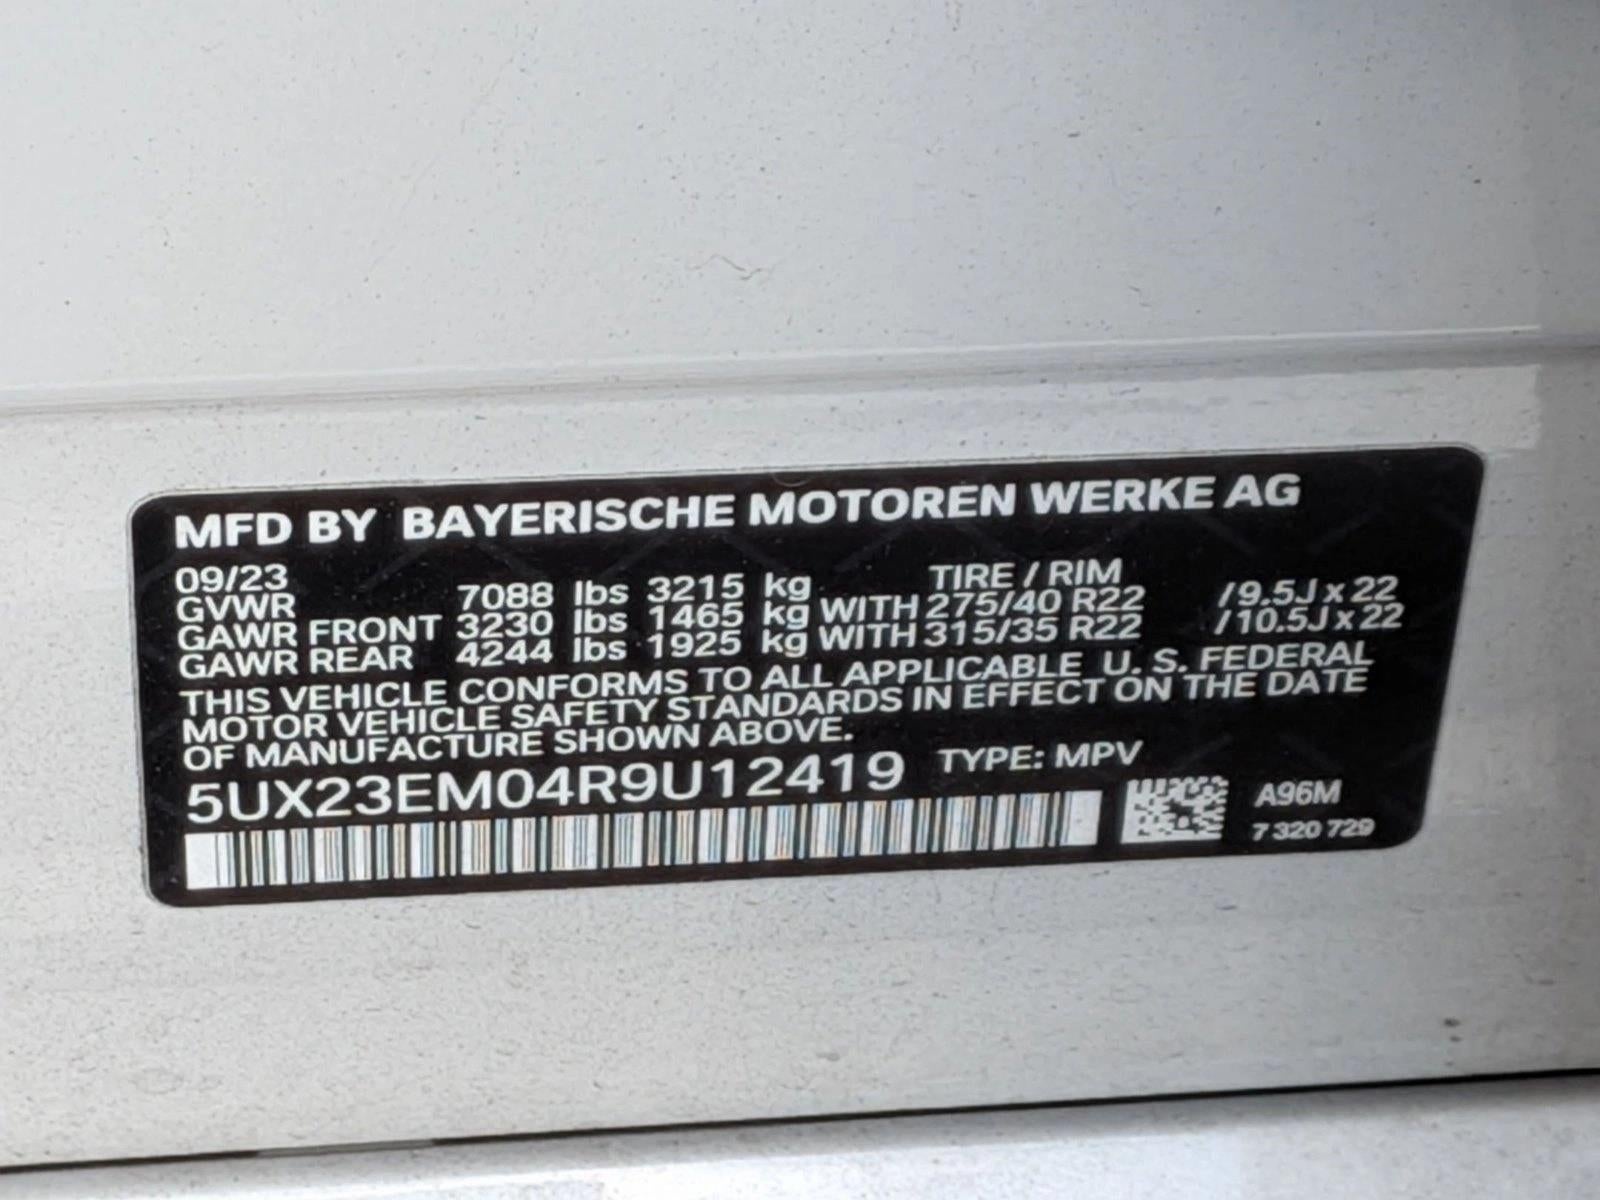 MFD BY BAYERISCHE MOTOREN WERKE AG
09/23 TIRE / RIM
GVWR 7088 lbs 3215 kg
GAWR FRONT 3230 lbs 1465 kg WITH 275/40 R22 /9.5J x 22
GAWR REAR 4244 lbs 1925 kg WITH 315/35 R22 /10.5J x 22
THIS VEHICLE CONFORMS TO ALL APPLICABLE U. S. FEDERAL
MOTOR VEHICLE SAFETY STANDARDS IN EFFECT ON THE DATE
OF MANUFACTURE SHOWN ABOVE.
5UX23EM04R9U12419 TYPE: MPV
A96M
7 320 729